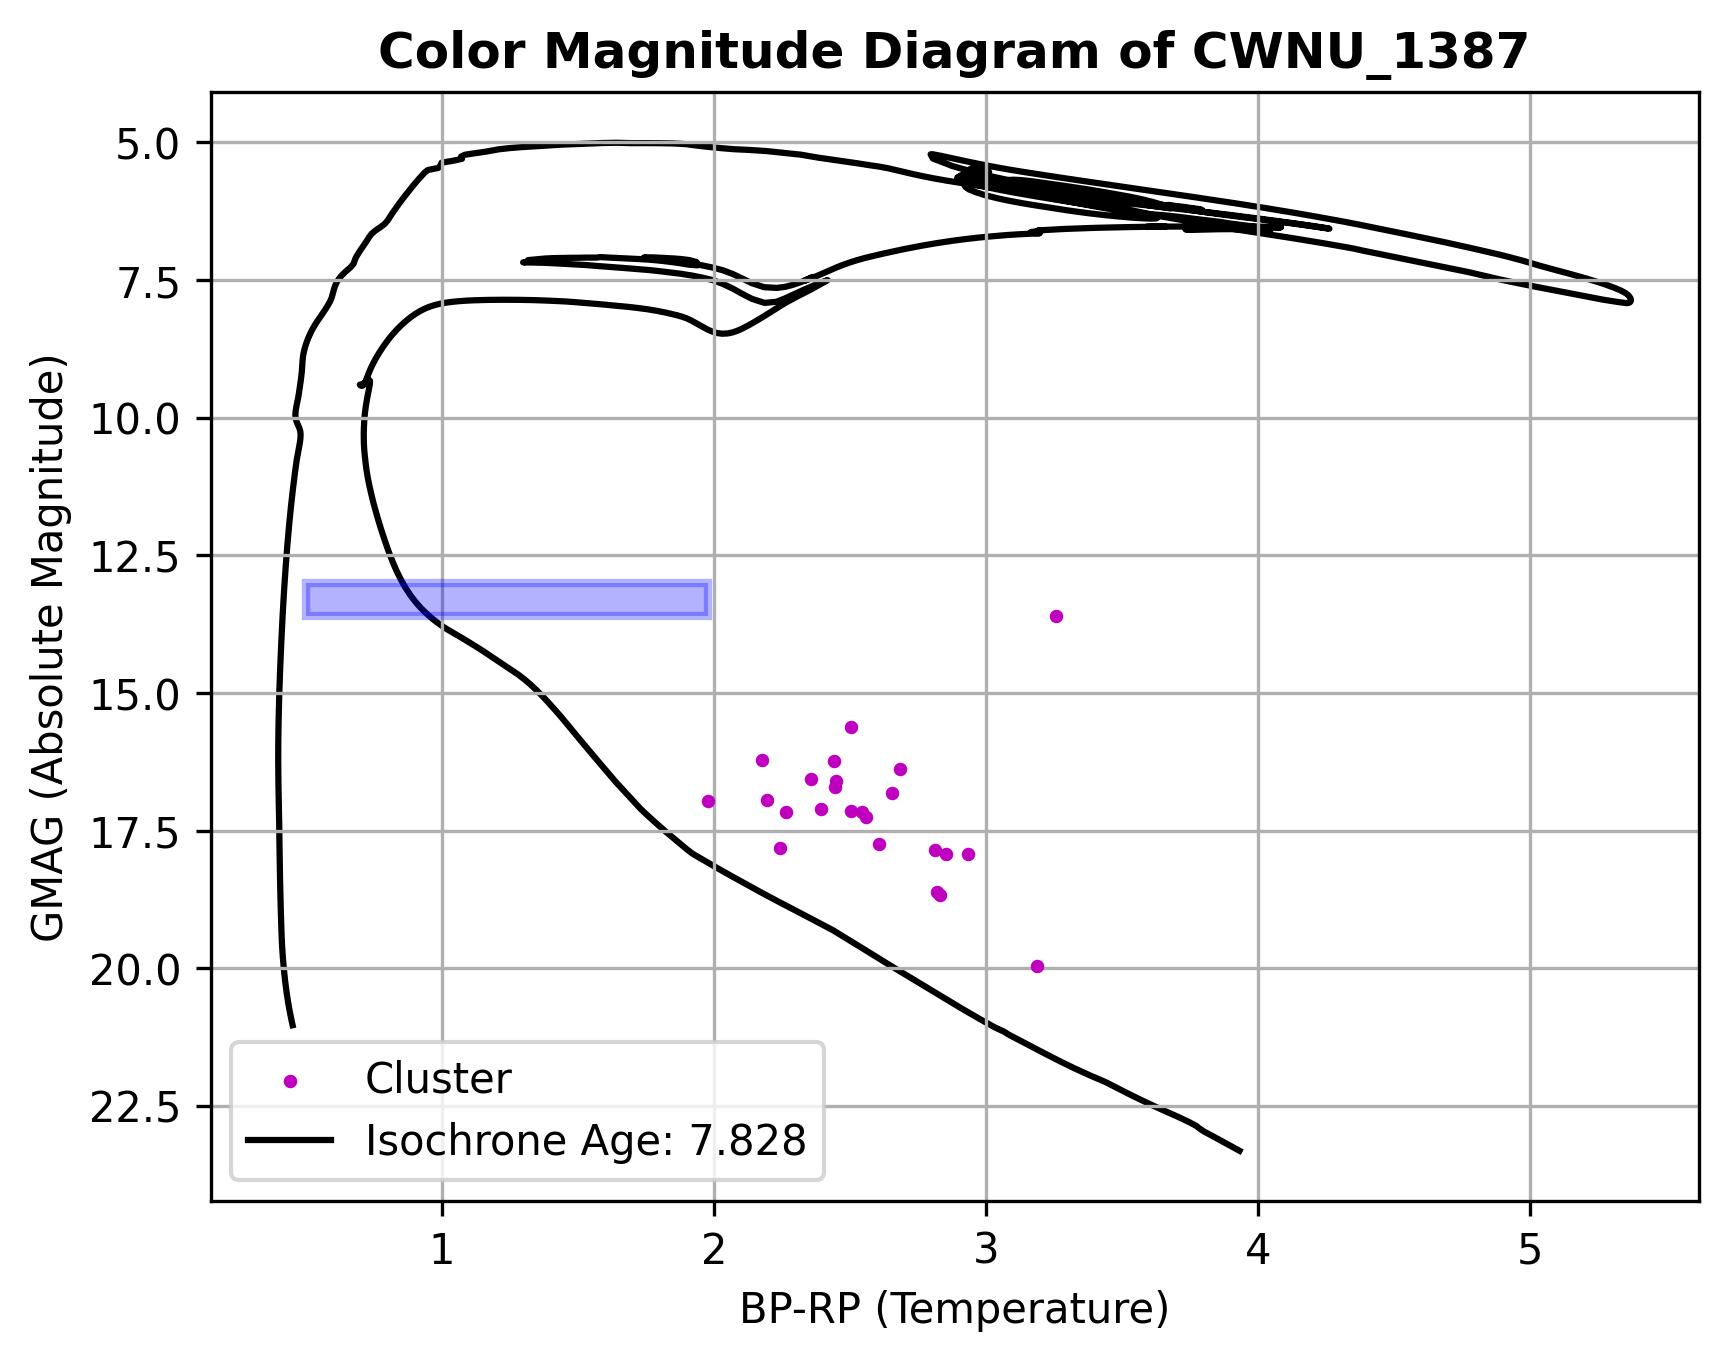 Color Magnitude Diagram of CWNU_1387
GMAG (Absolute Magnitude)
5.0
7.5
10.0
12.5
15.0
17.5
20.0
22.5
Cluster
Isochrone Age: 7.828
1 2 3 4 5
BP-RP (Temperature)